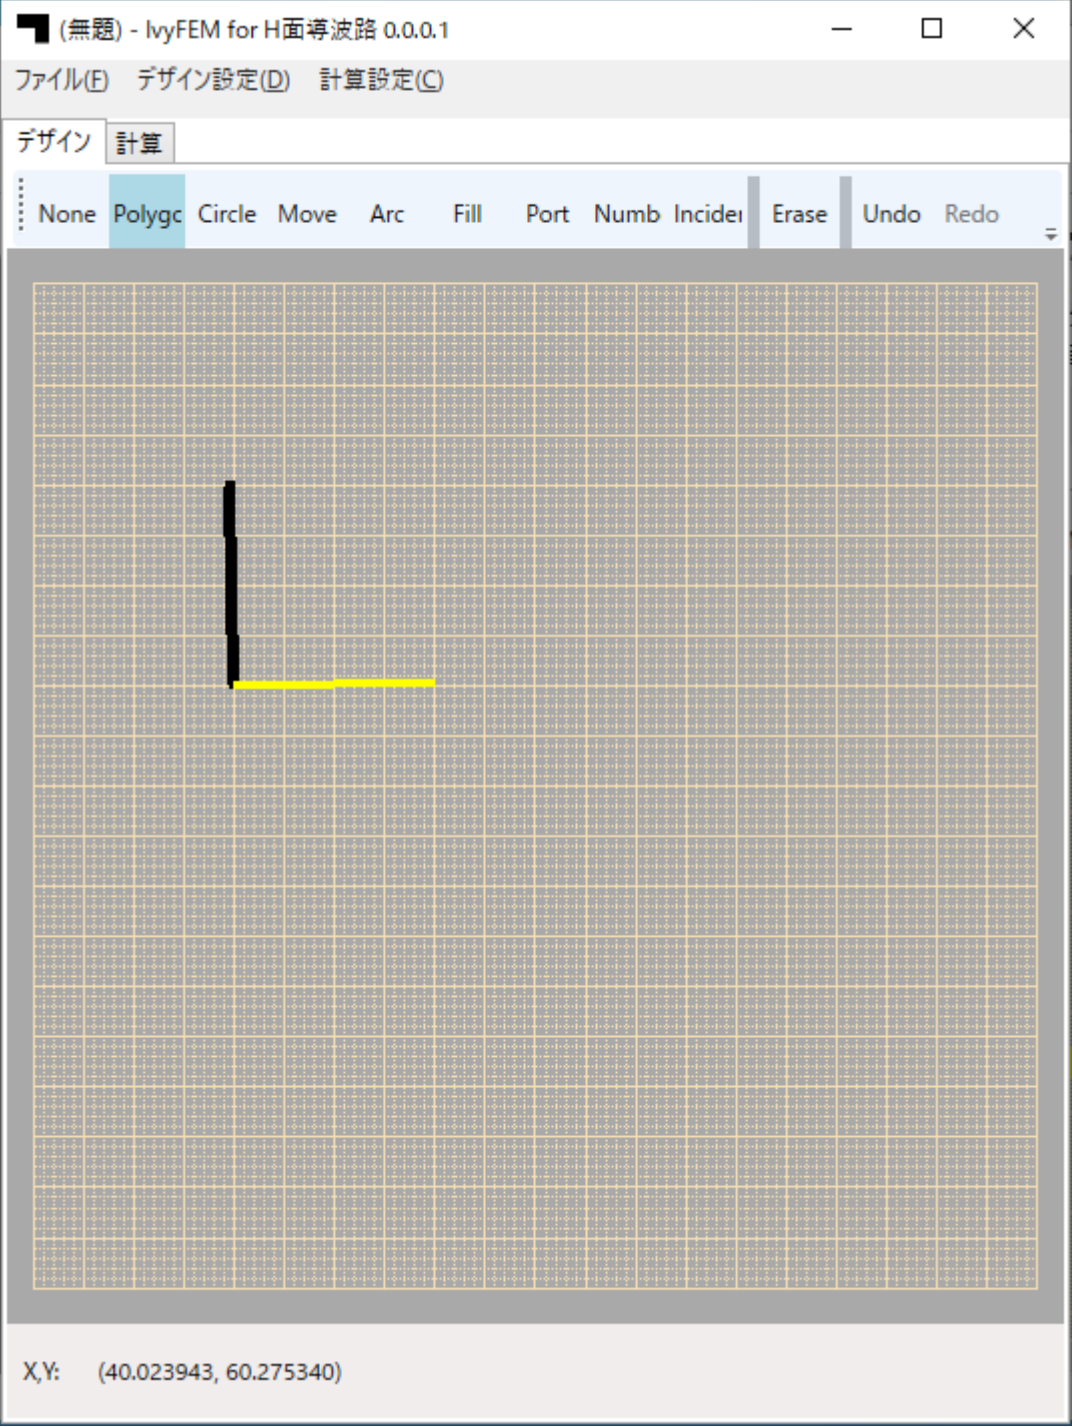 (無題) - IvyFEM for H面導波路 0.0.0.1
ファイル(F) デザイン設定(D) 計算設定(C)
デザイン 計算
None Polygc Circle Move Arc Fill Port Numb Incider Erase Undo Redo
X,Y: (40.023943, 60.275340)